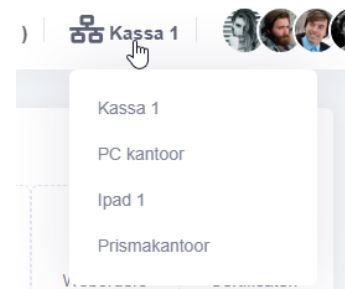 ) Kassa 1
Kassa 1
PC kantoor
Ipad 1
Prismakantoor